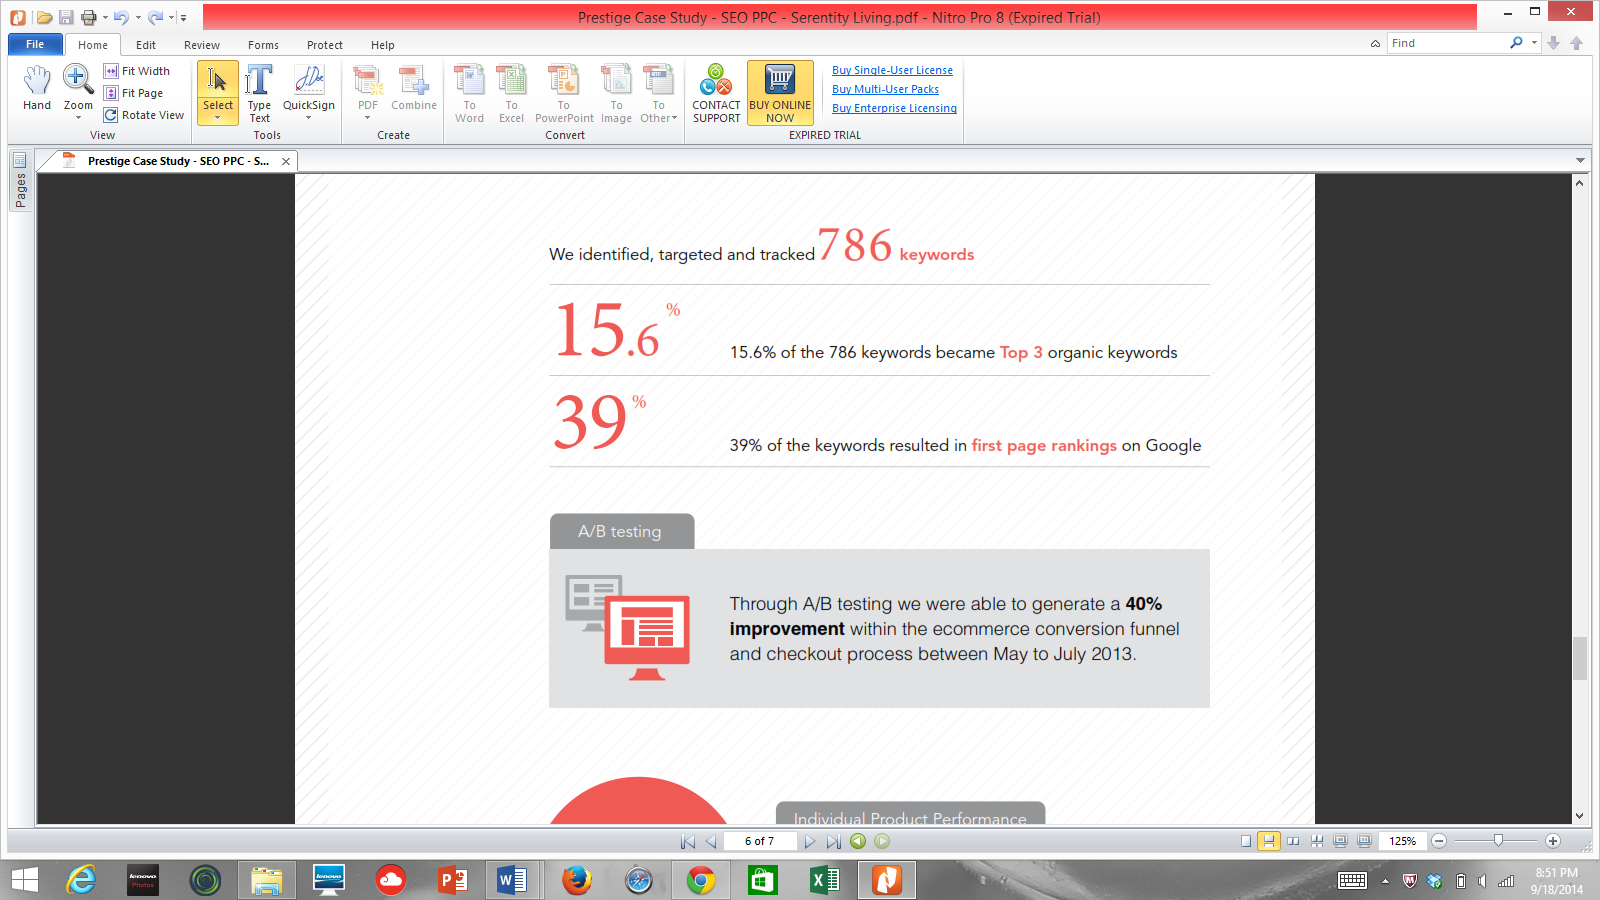 Prestige Case Study - SEO PPC - Serentity Living.pdf - Nitro Pro 8 (Expired Trial)
File Home Edit Review Forms Protect Help Find
Hand
Zoom
Fit Width
Fit Page
Rotate View
View
Select
Type
Text
QuickSign
Tools
PDF
Combine
Create
To
Word
To
Excel
To
PowerPoint
To
Image
To
Other
Convert
CONTACT
SUPPORT
BUY ONLINE
NOW
Buy Single-User License
Buy Multi-User Packs
Buy Enterprise Licensing
EXPIRED TRIAL
Prestige Case Study - SEO PPC - S...
Pages
We identified, targeted and tracked 786 keywords
15.6 %
15.6% of the 786 keywords became Top 3 organic keywords
39 %
39% of the keywords resulted in first page rankings on Google
A/B testing
Through A/B testing we were able to generate a 40%
improvement within the ecommerce conversion funnel
and checkout process between May to July 2013.
Individual Product Performance
6 of 7
125%
lenovo
Photos
lenovo
8:51 PM
9/18/2014